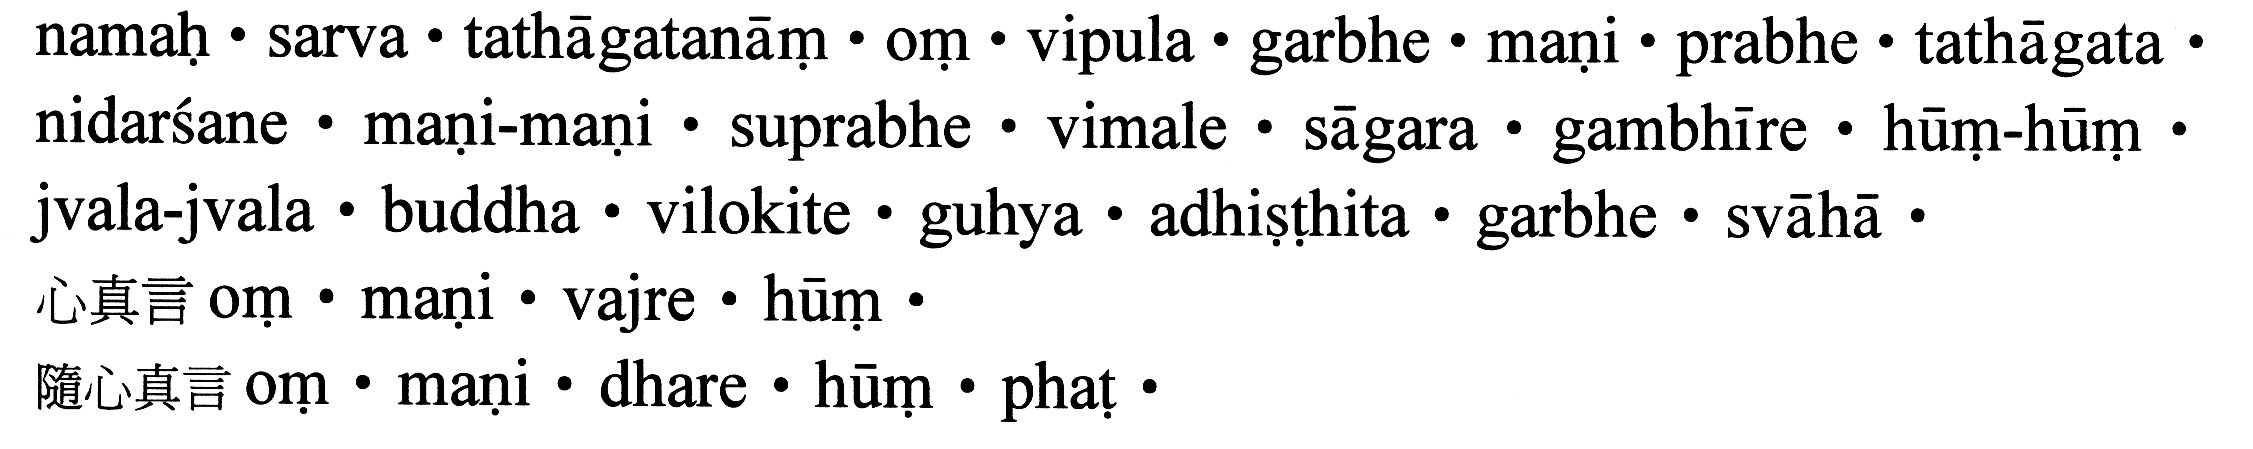 namaḥ • sarva • tathāgatanāṃ • oṃ • vipula • garbhe • maṇi • prabhe • tathāgata •
nidarśane • maṇi-maṇi • suprabhe • vimale • sāgara • gambhīre • hūṃ-hūṃ •
jvala-jvala • buddha • vilokite • guhya • adhiṣṭhita • garbhe • svāhā •
心真言 oṃ • maṇi • vajre • hūṃ •
隨心真言 oṃ • maṇi • dhare • hūṃ • phaṭ •